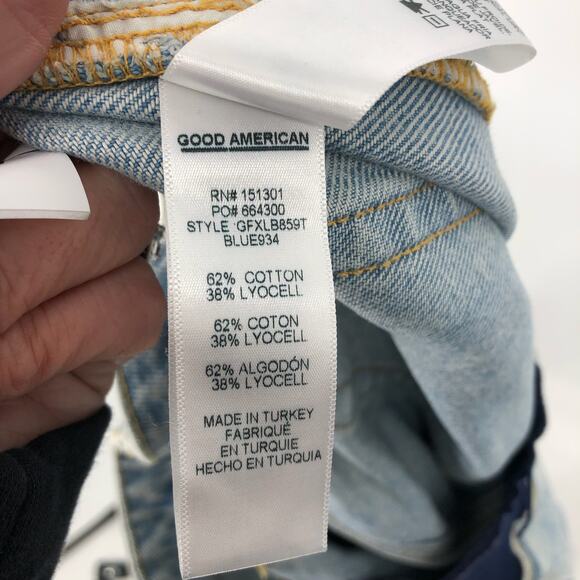 GOOD AMERICAN
RN# 151301
PO# 664300
STYLE GFXLB859T
BLUE934
62% COTTON
38% LYOCELL
62% COTON
38% LYOCELL
62% ALGODÓN
38% LYOCELL
MADE IN TURKEY
FABRIQUÉ
EN TURQUIE
HECHO EN TURQUIA